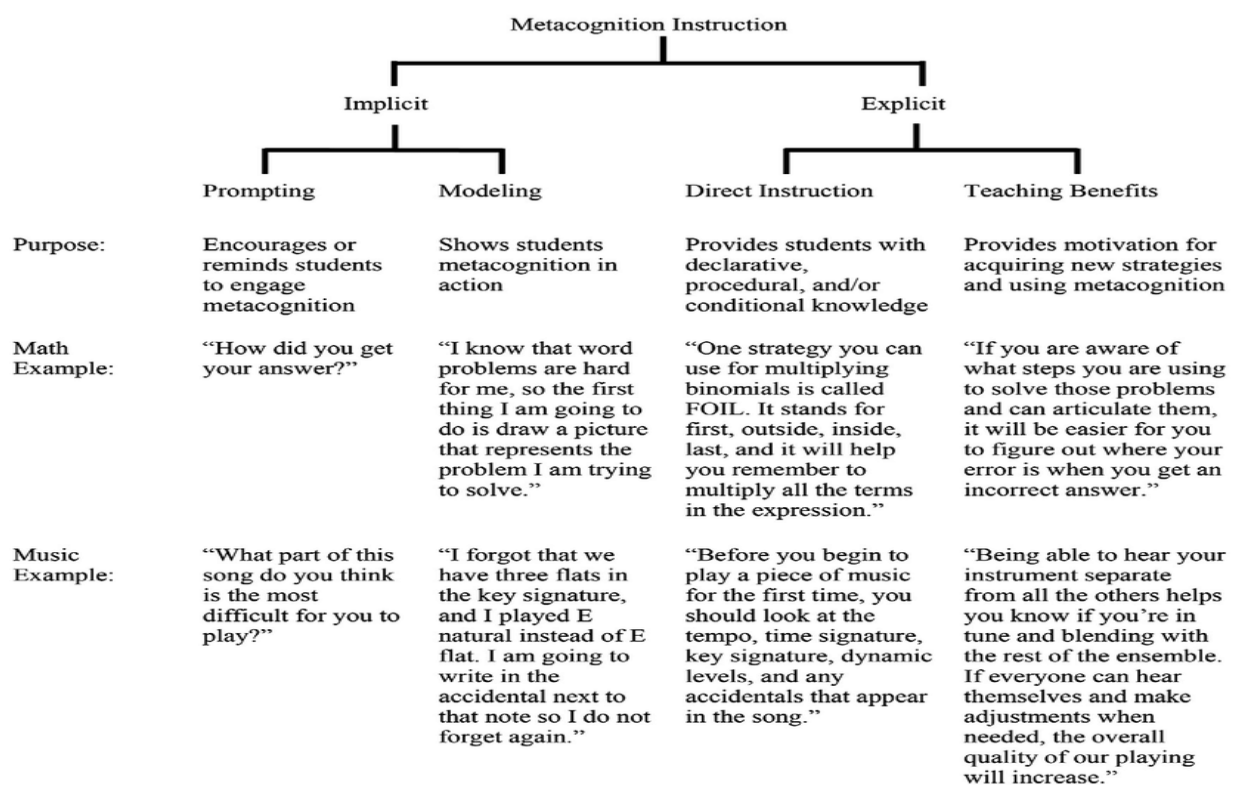 Metacognition Instruction
Implicit
Explicit
Prompting
Modeling
Direct Instruction
Teaching Benefits
Purpose:
Encourages or
reminds students
to engage
metacognition
Shows students
metacognition in
action
Provides students with
declarative,
procedural, and/or
conditional knowledge
Provides motivation for
acquiring new strategies
and using metacognition
Math
Example:
“How did you get
your answer?”
“I know that word
problems are hard
for me, so the first
thing I am going to
do is draw a picture
that represents the
problem I am trying
to solve.”
“One strategy you can
use for multiplying
binomials is called
FOIL. It stands for
first, outside, inside,
last, and it will help
you remember to
multiply all the terms
in the expression.”
“If you are aware of
what steps you are using
to solve those problems
and can articulate them,
it will be easier for you
to figure out where your
error is when you get an
incorrect answer.”
Music
Example:
“What part of this
song do you think
is the most
difficult for you to
play?”
“I forgot that we
have three flats in
the key signature,
and I played E
natural instead of E
flat. I am going to
write in the
accidental next to
that note so I do not
forget again.”
“Before you begin to
play a piece of music
for the first time, you
should look at the
tempo, time signature,
key signature, dynamic
levels, and any
accidentals that appear
in the song.”
“Being able to hear your
instrument separate
from all the others helps
you know if you’re in
tune and blending with
the rest of the ensemble.
If everyone can hear
themselves and make
adjustments when
needed, the overall
quality of our playing
will increase.”